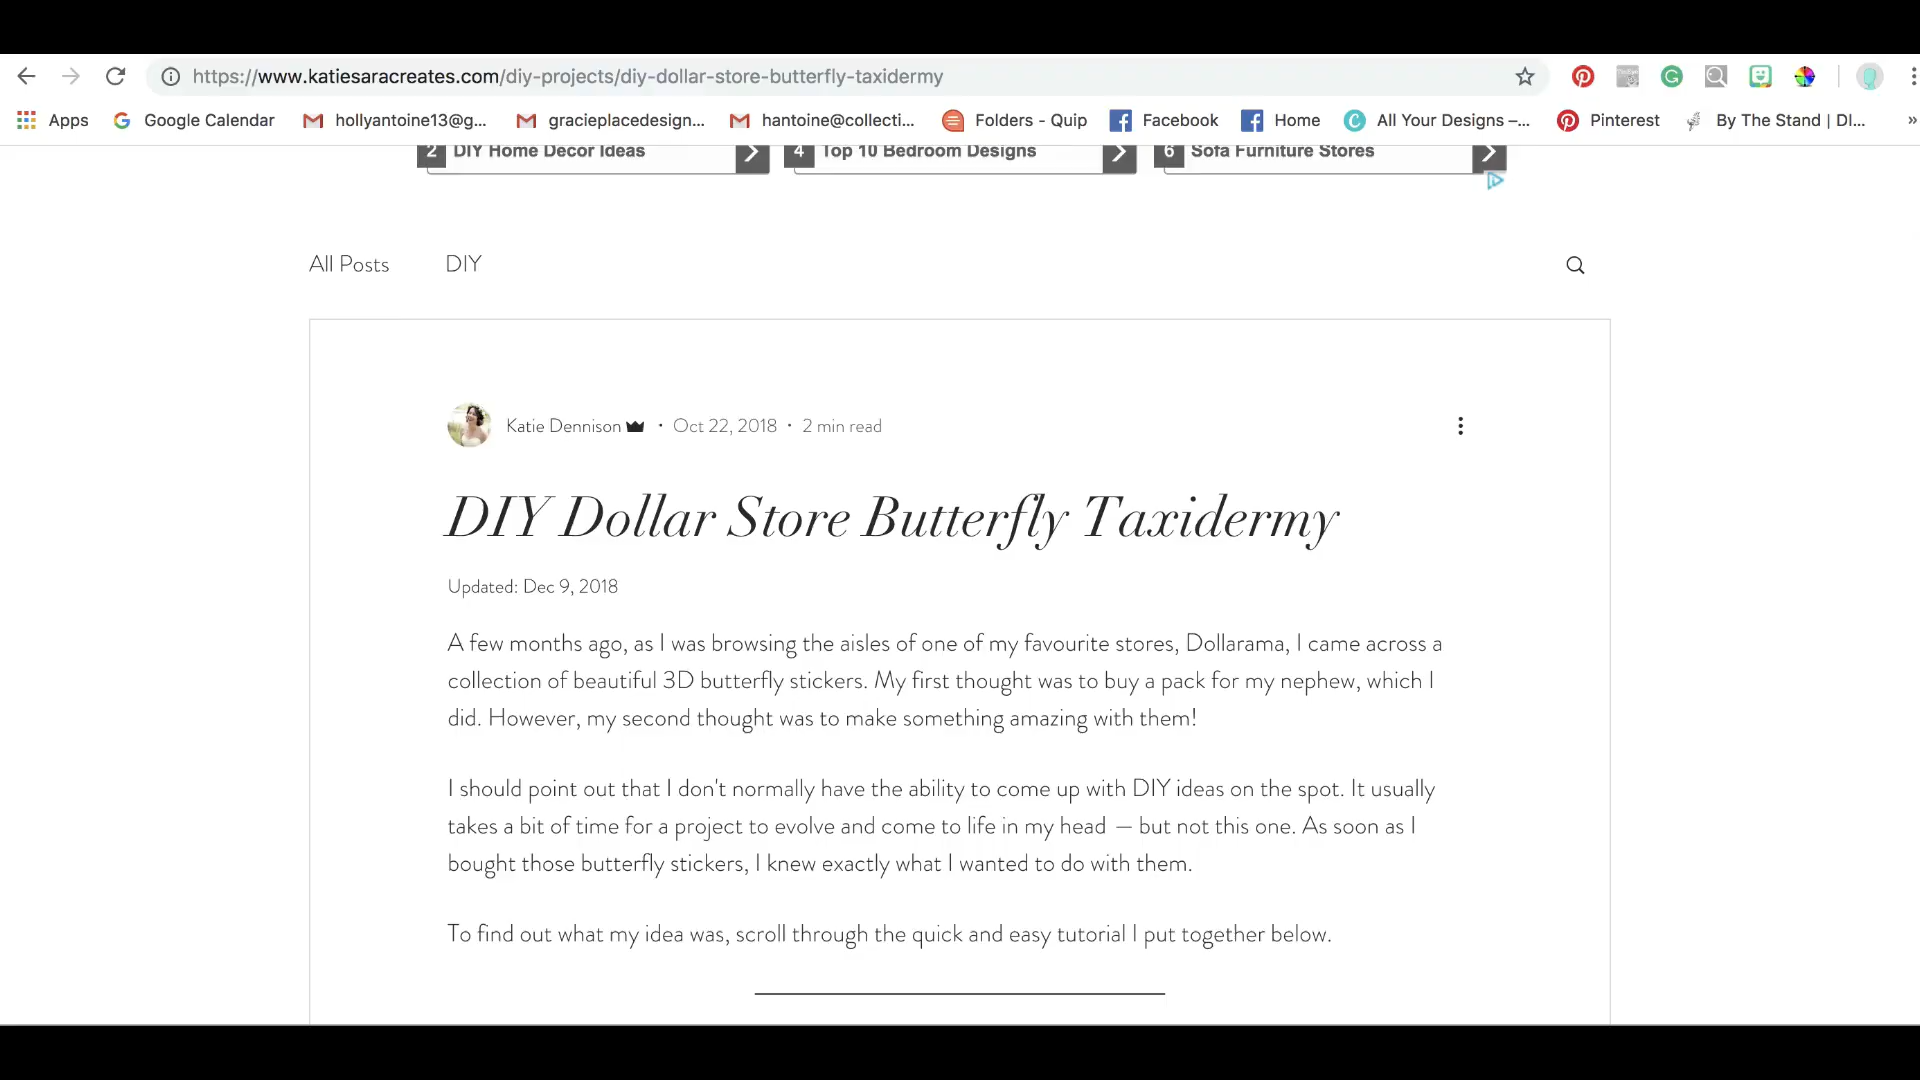 https://www.katiesaracreates.com/diy-projects/diy-dollar-store-butterfly-taxidermy
Apps Google Calendar hollyantoine13@g... gracieplacedesign... hantoine@collecti... Folders - Quip Facebook Home All Your Designs –... Pinterest By The Stand | DI... »
2 DIY Home Decor Ideas 4 Top 10 Bedroom Designs 6 Sofa Furniture Stores
All Posts DIY
Katie Dennison · Oct 22, 2018 · 2 min read
DIY Dollar Store Butterfly Taxidermy
Updated: Dec 9, 2018
A few months ago, as I was browsing the aisles of one of my favourite stores, Dollarama, I came across a
collection of beautiful 3D butterfly stickers. My first thought was to buy a pack for my nephew, which I
did. However, my second thought was to make something amazing with them!
I should point out that I don't normally have the ability to come up with DIY ideas on the spot. It usually
takes a bit of time for a project to evolve and come to life in my head — but not this one. As soon as I
bought those butterfly stickers, I knew exactly what I wanted to do with them.
To find out what my idea was, scroll through the quick and easy tutorial I put together below.